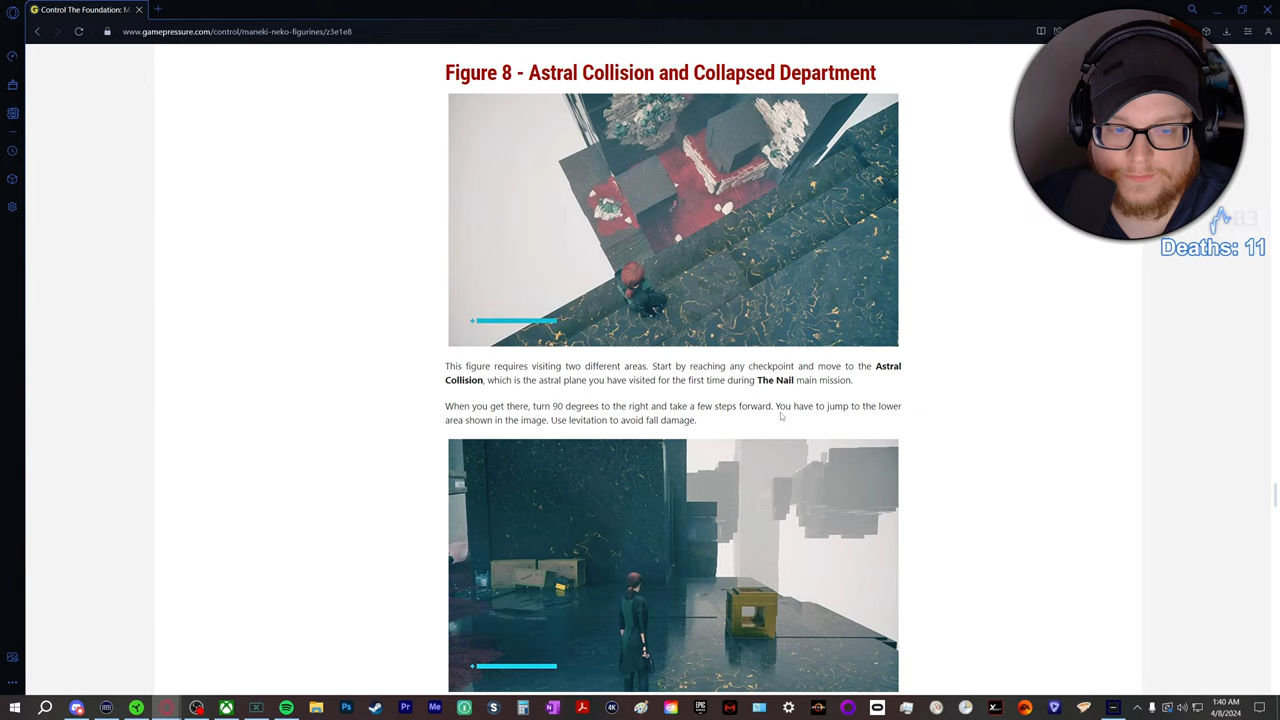 Control The Foundation: M
www.gamepressure.com/control/maneki-neko-figurines/z3e1e8
Figure 8 - Astral Collision and Collapsed Department
83
Deaths: 11
This figure requires visiting two different areas. Start by reaching any checkpoint and move to the Astral
Collision, which is the astral plane you have visited for the first time during The Nail main mission.
When you get there, turn 90 degrees to the right and take a few steps forward. You have to jump to the lower
area shown in the image. Use levitation to avoid fall damage.
1:40 AM
4/8/2024